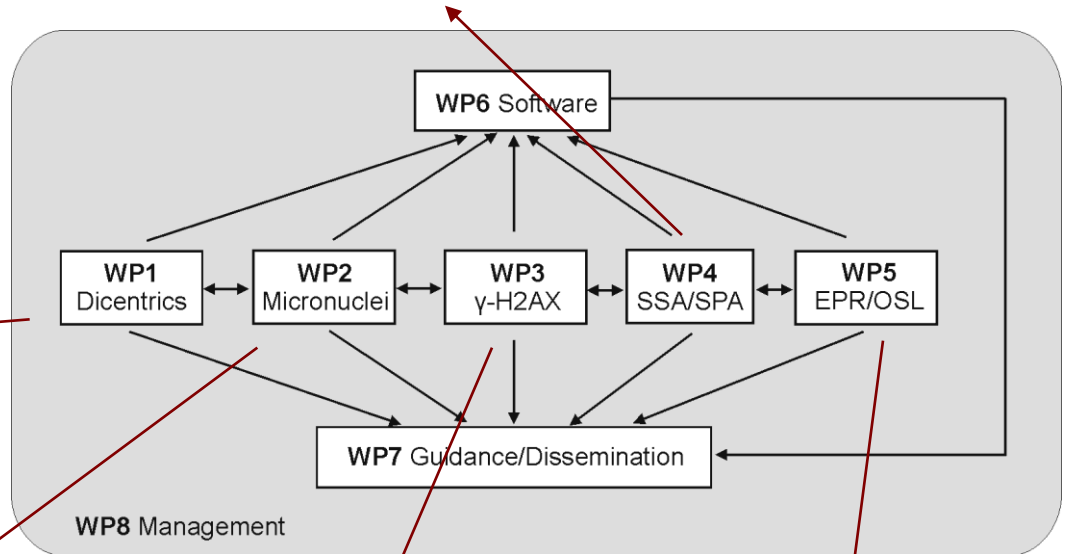 WP6 Software
WP1
Dicentrics
WP2
Micronuclei
WP3
γ-H2AX
WP4
SSA/SPA
WP5
EPR/OSL
WP7 Guidance/Dissemination
WP8 Management